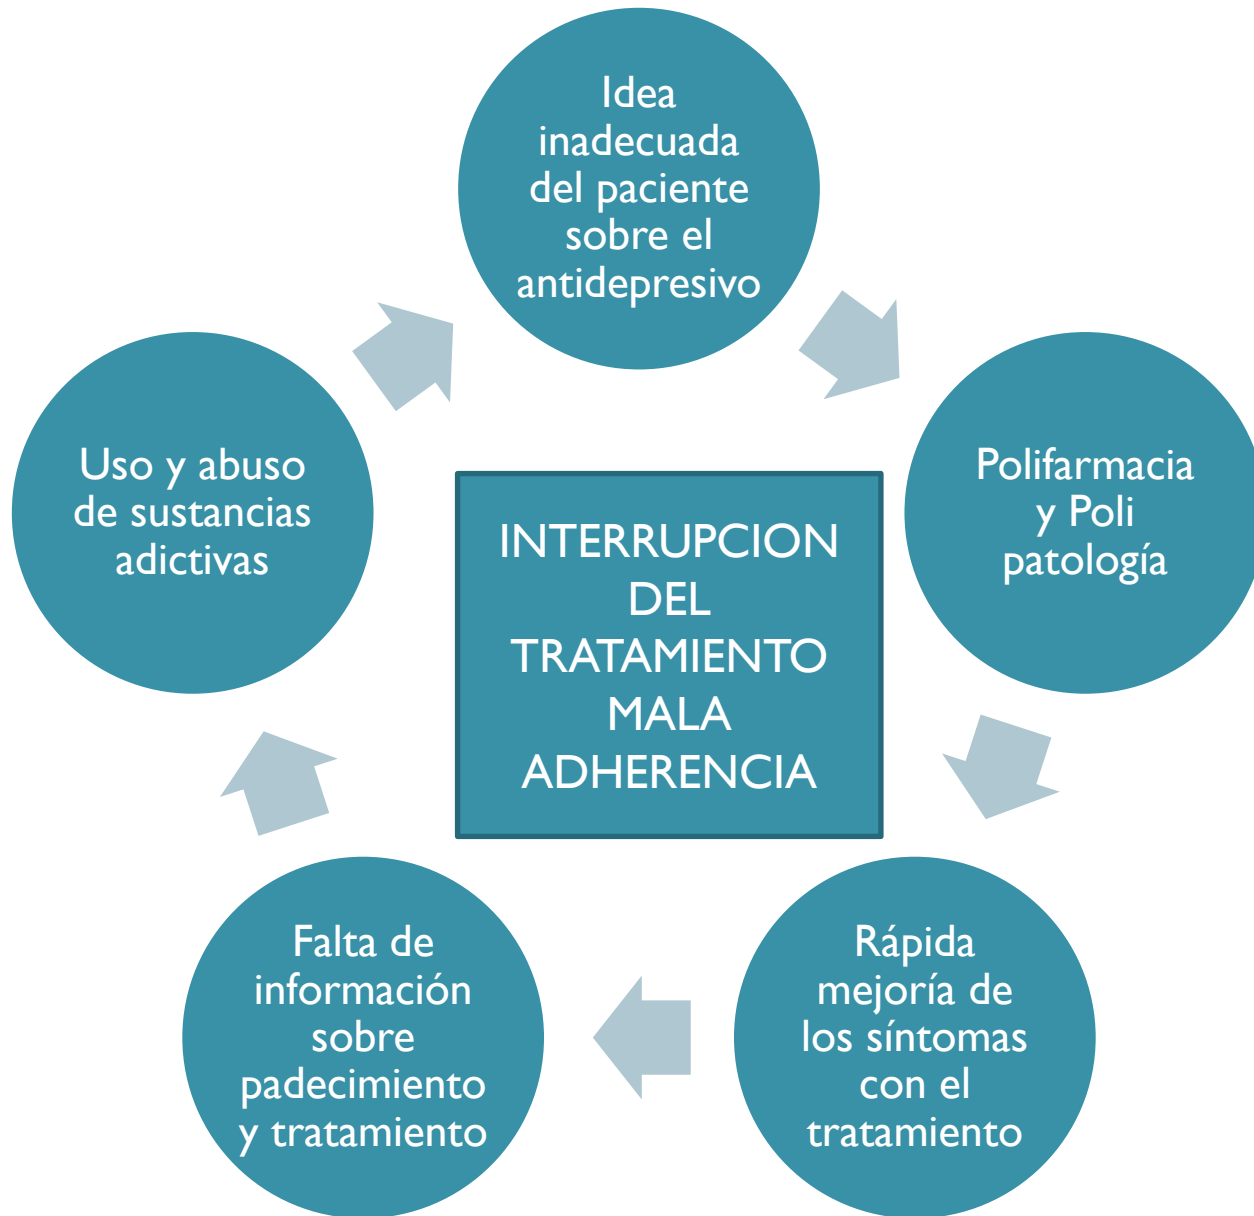 Idea
inadecuada
del paciente
sobre el
antidepresivo
Polifarmacia
y Poli
patología
Rápida
mejoría de
los síntomas
con el
tratamiento
Falta de
información
sobre
padecimiento
y tratamiento
Uso y abuso
de sustancias
adictivas
INTERRUPCION
DEL
TRATAMIENTO
MALA
ADHERENCIA